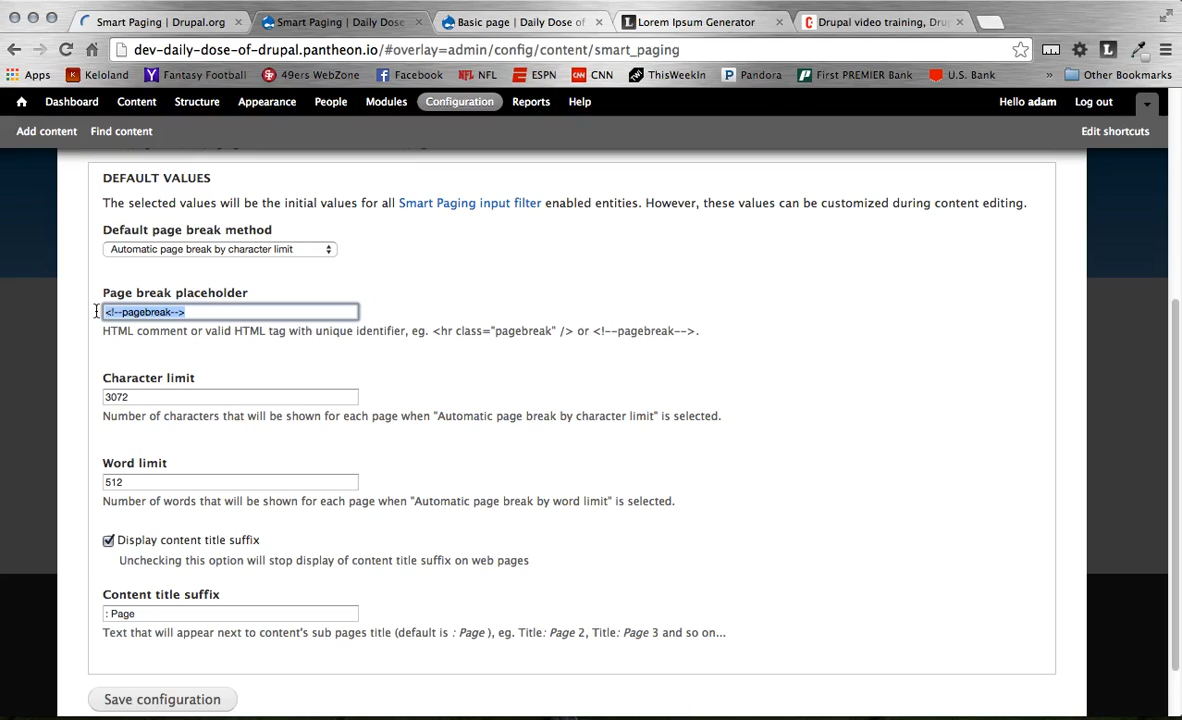 Smart Paging | Drupal.org
Smart Paging | Daily Dose
Basic page | Daily Dose of
Lorem Ipsum Generator
Drupal video training, Dru
dev-daily-dose-of-drupal.pantheon.io/#overlay=admin/config/content/smart_paging
Apps Keloland Fantasy Football 49ers WebZone Facebook NFL ESPN CNN ThisWeekIn Pandora First PREMIER Bank U.S. Bank » Other Bookmarks
Dashboard Content Structure Appearance People Modules Configuration Reports Help Hello adam Log out
Add content Find content Edit shortcuts
DEFAULT VALUES
The selected values will be the initial values for all Smart Paging input filter enabled entities. However, these values can be customized during content editing.
Default page break method
Automatic page break by character limit
Page break placeholder
<!--pagebreak-->
HTML comment or valid HTML tag with unique identifier, eg. <hr class="pagebreak" /> or <!--pagebreak-->.
Character limit
3072
Number of characters that will be shown for each page when "Automatic page break by character limit" is selected.
Word limit
512
Number of words that will be shown for each page when "Automatic page break by word limit" is selected.
Display content title suffix
Unchecking this option will stop display of content title suffix on web pages
Content title suffix
: Page
Text that will appear next to content's sub pages title (default is : Page ), eg. Title: Page 2, Title: Page 3 and so on...
Save configuration